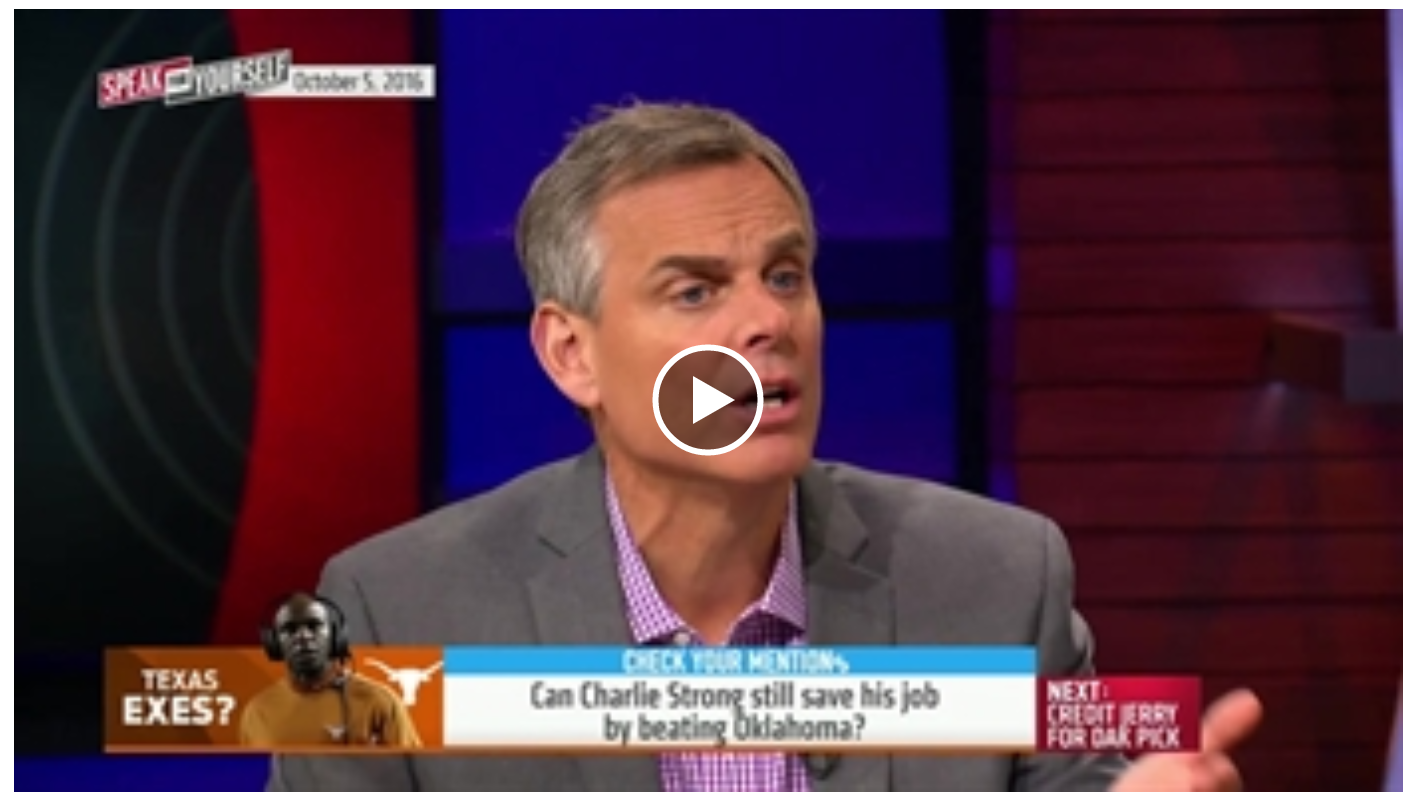 SPEAK FOR YOURSELF October 5, 2016
CHECK YOUR MENTIONS
TEXAS
EXES?
Can Charlie Strong still save his job
by beating Oklahoma?
NEXT:
CREDIT JERRY
FOR DAK PICK